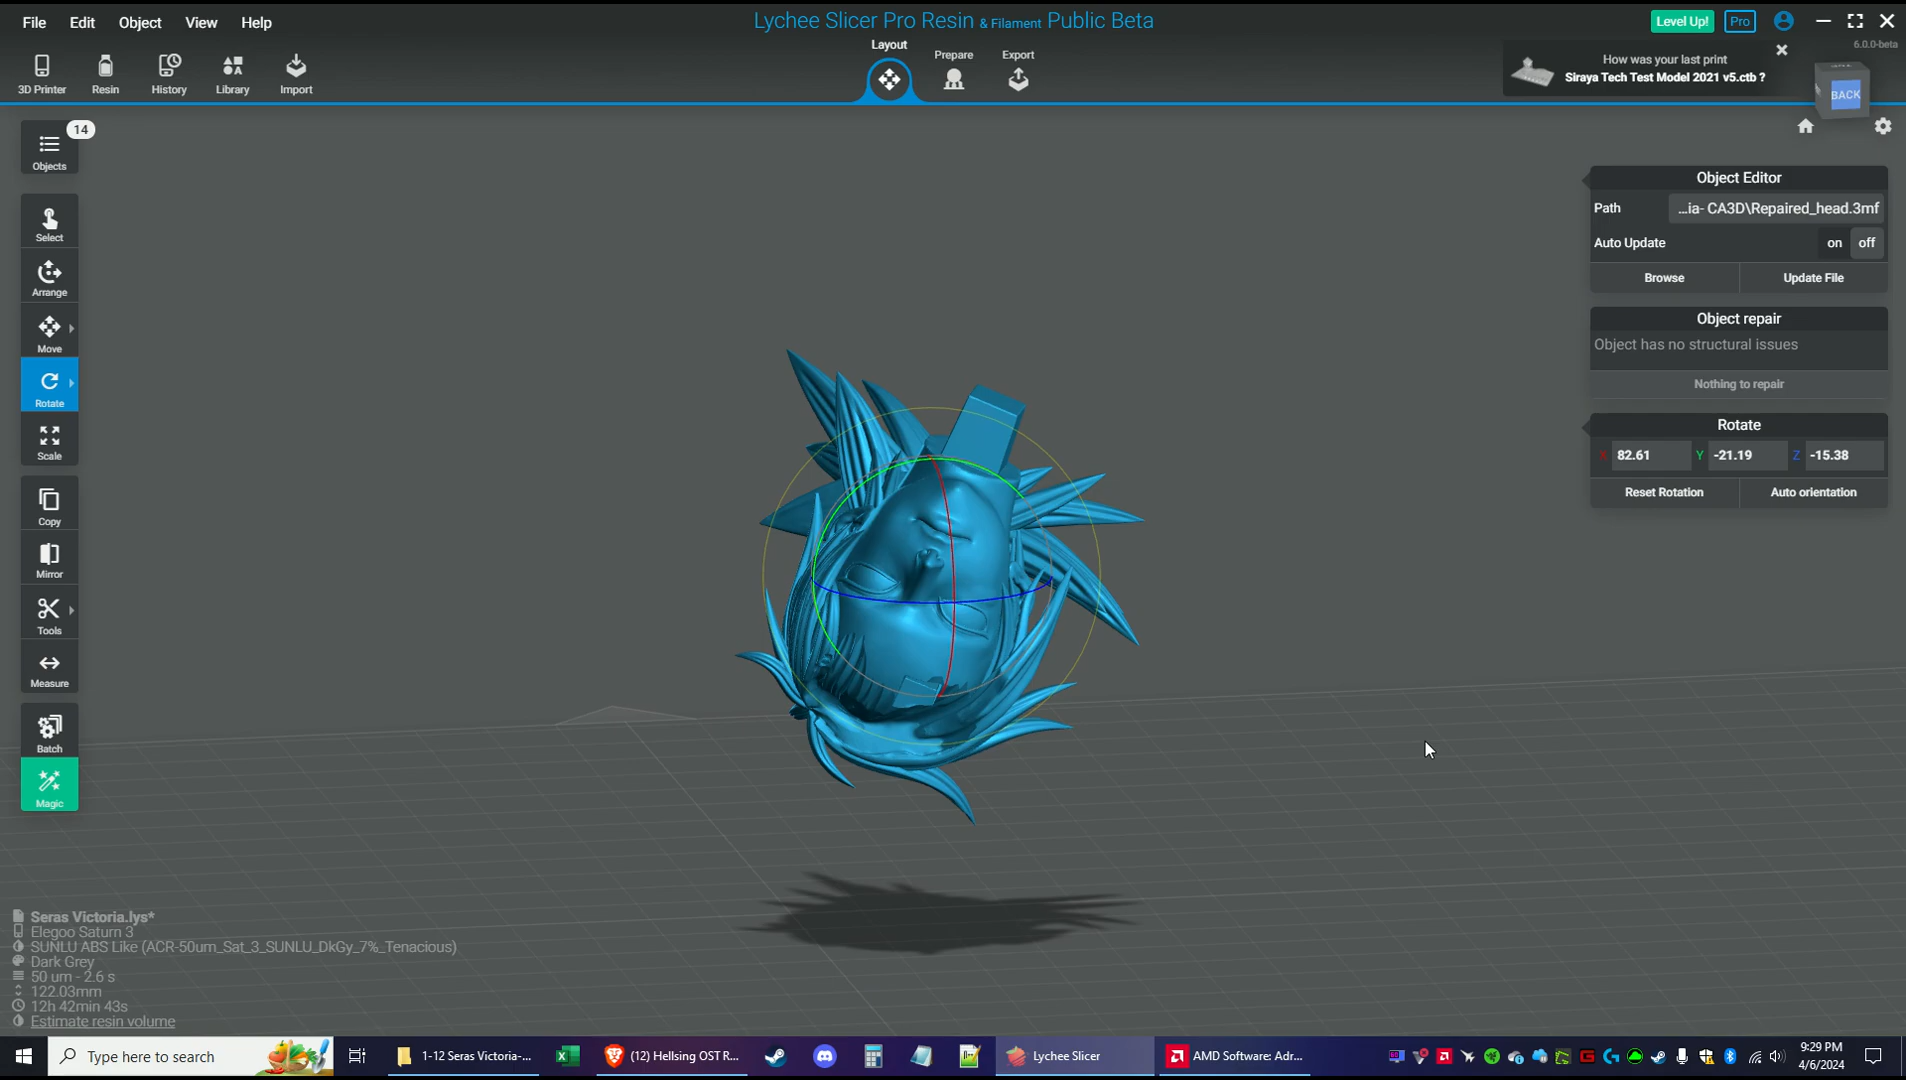 File Edit Object View Help
Lychee Slicer Pro Resin & Filament Public Beta
Level Up! Pro
6.0.0-beta
3D Printer Resin History Library Import
Layout Prepare Export
How was your last print
Siraya Tech Test Model 2021 v5.ctb ?
BACK
14
Objects
Select
Arrange
Move
Rotate
Scale
Copy
Mirror
Tools
Measure
Batch
Magic
Object Editor
Path ...ia- CA3D\Repaired_head.3mf
Auto Update on off
Browse Update File
Object repair
Object has no structural issues
Nothing to repair
Rotate
X 82.61 Y -21.19 Z -15.38
Reset Rotation Auto orientation
Seras Victoria.lys*
Elegoo Saturn 3
SUNLU ABS Like (ACR-50um_Sat_3_SUNLU_DkGy_7%_Tenacious)
Dark Grey
50 um - 2.6 s
122.03mm
12h 42min 43s
Estimate resin volume
Type here to search
1-12 Seras Victoria-...
(12) Hellsing OST R...
Lychee Slicer
AMD Software: Adr...
9:29 PM
4/6/2024